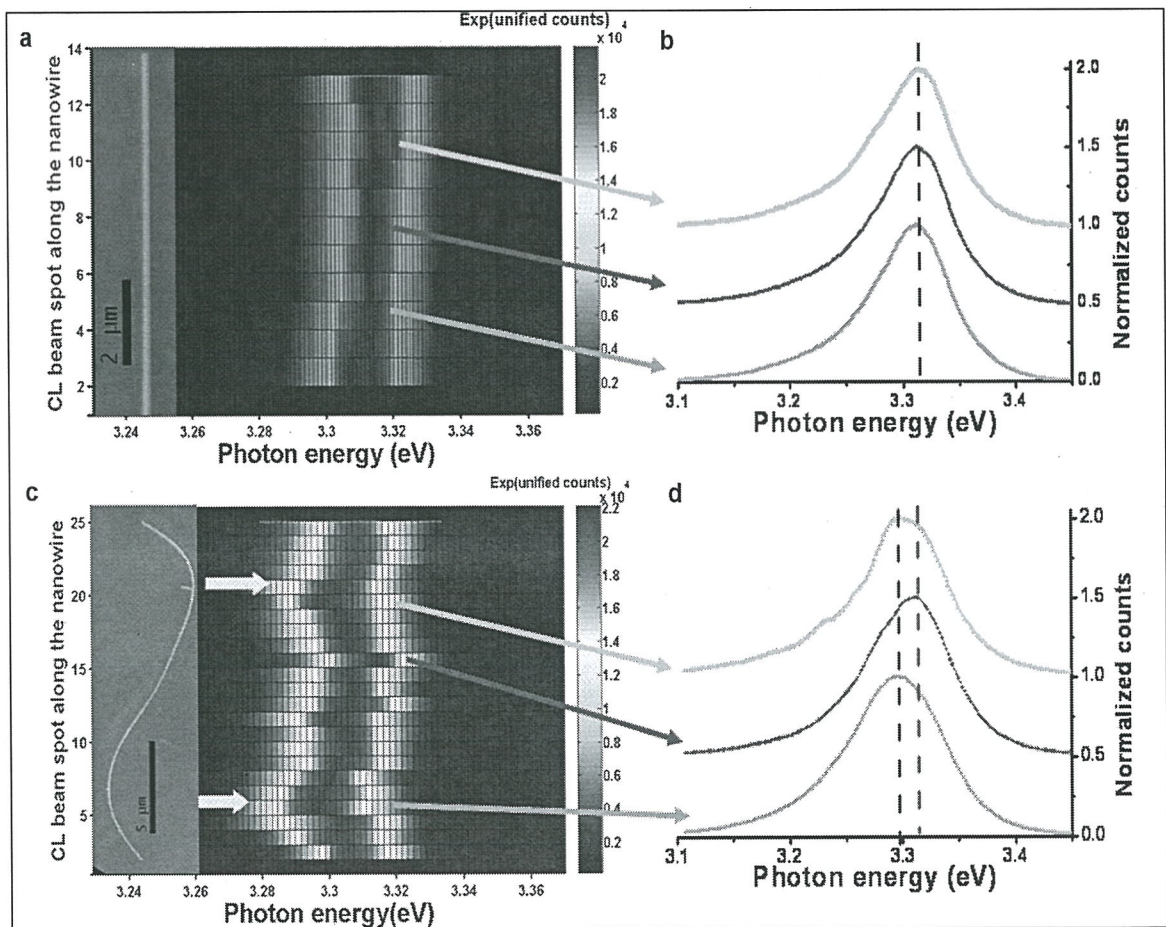 a
Exp(unified counts)
x 10⁴
b
CL beam spot along the nanowire
14
12
10
8
6
4
2
2 μm
3.24 3.26 3.28 3.3 3.32 3.34 3.36
Photon energy (eV)
2
1.8
1.6
1.4
1.2
1
0.8
0.6
0.4
0.2
2.0
1.5
1.0
0.5
0.0
Normalized counts
3.1 3.2 3.3 3.4
Photon energy (eV)
c
Exp(unified counts)
x 10⁴
d
CL beam spot along the nanowire
25
20
15
10
5
5 μm
3.24 3.26 3.28 3.3 3.32 3.34 3.36
Photon energy(eV)
2.2
2
1.8
1.6
1.4
1.2
1
0.8
0.6
0.4
0.2
2.0
1.5
1.0
0.5
0.0
Normalized counts
3.1 3.2 3.3 3.4
Photon energy (eV)